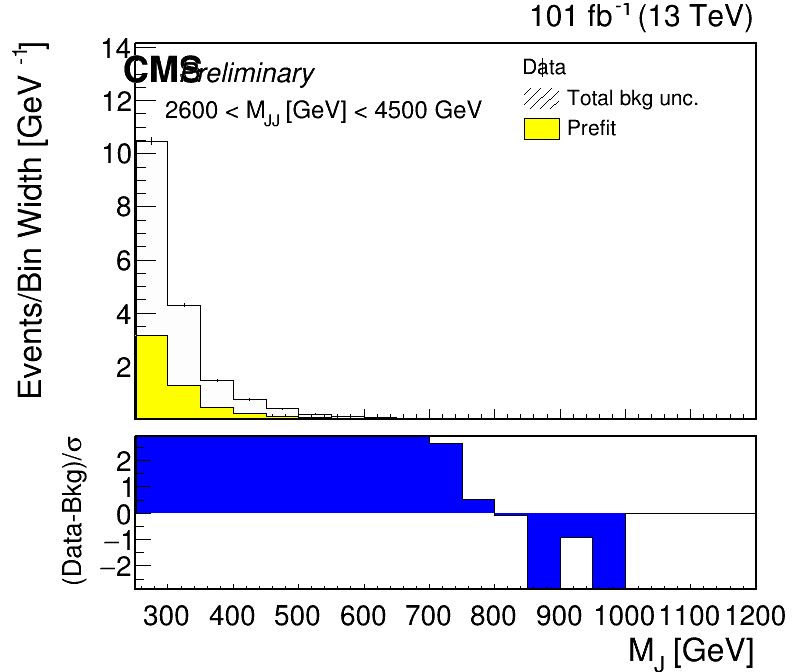 101 fb⁻¹ (13 TeV)
CMS Preliminary
2600 < M_JJ [GeV] < 4500 GeV
Data
Total bkg unc.
Prefit
Events/Bin Width [GeV⁻¹]
14
12
10
8
6
4
2
(Data-Bkg)/σ
2
1
0
−1
−2
300 400 500 600 700 800 900 1000 1100 1200
M_J [GeV]